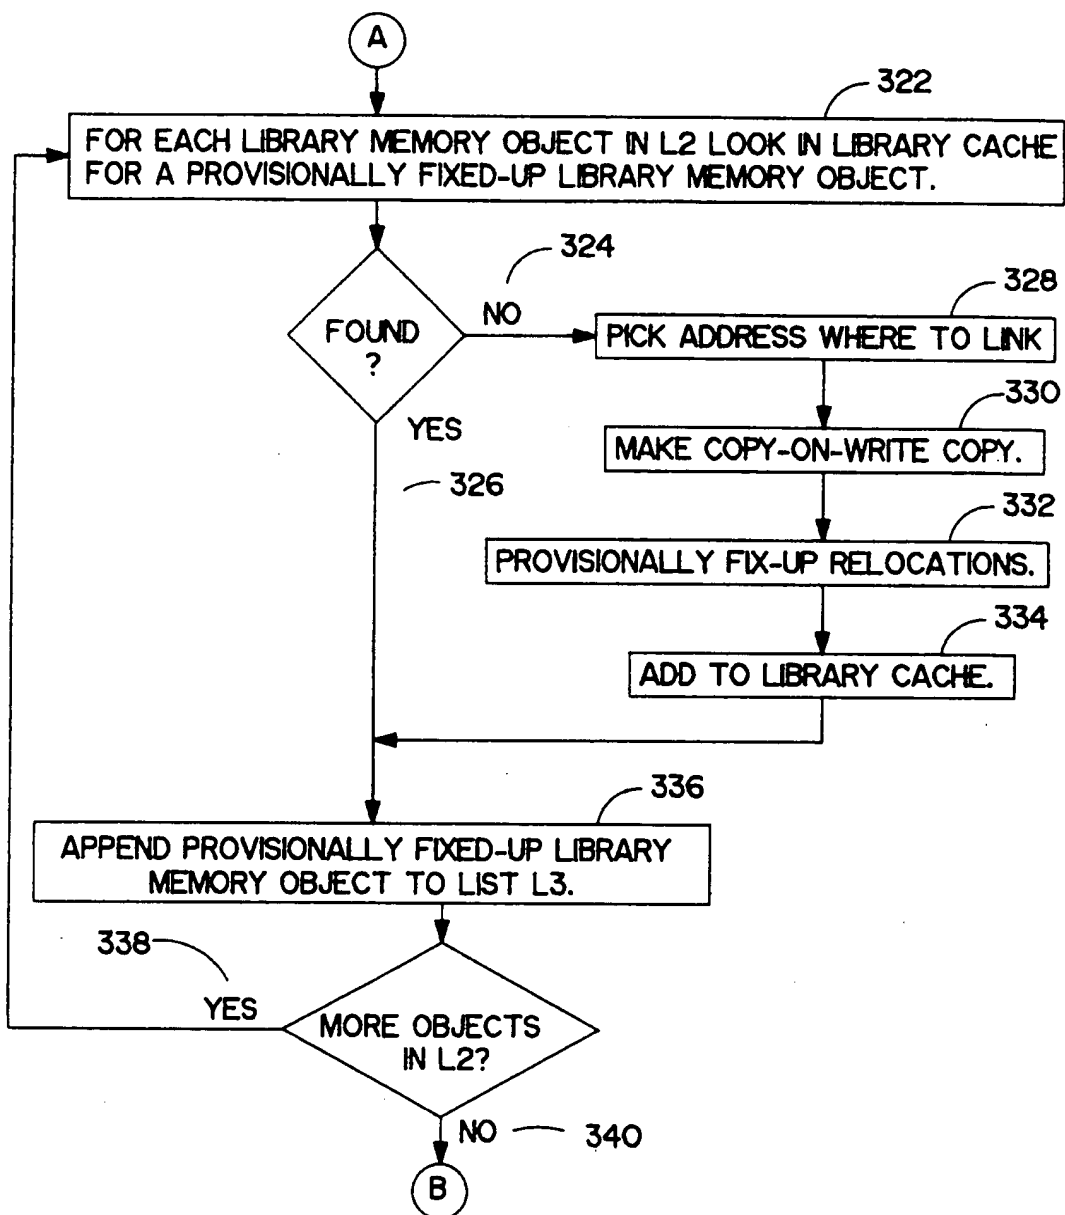 A
322
FOR EACH LIBRARY MEMORY OBJECT IN L2 LOOK IN LIBRARY CACHE
FOR A PROVISIONALLY FIXED-UP LIBRARY MEMORY OBJECT.
324
NO
FOUND
?
328
PICK ADDRESS WHERE TO LINK
YES
326
330
MAKE COPY-ON-WRITE COPY.
332
PROVISIONALLY FIX-UP RELOCATIONS.
334
ADD TO LIBRARY CACHE.
336
APPEND PROVISIONALLY FIXED-UP LIBRARY
MEMORY OBJECT TO LIST L3.
338
YES
MORE OBJECTS
IN L2?
NO
340
B